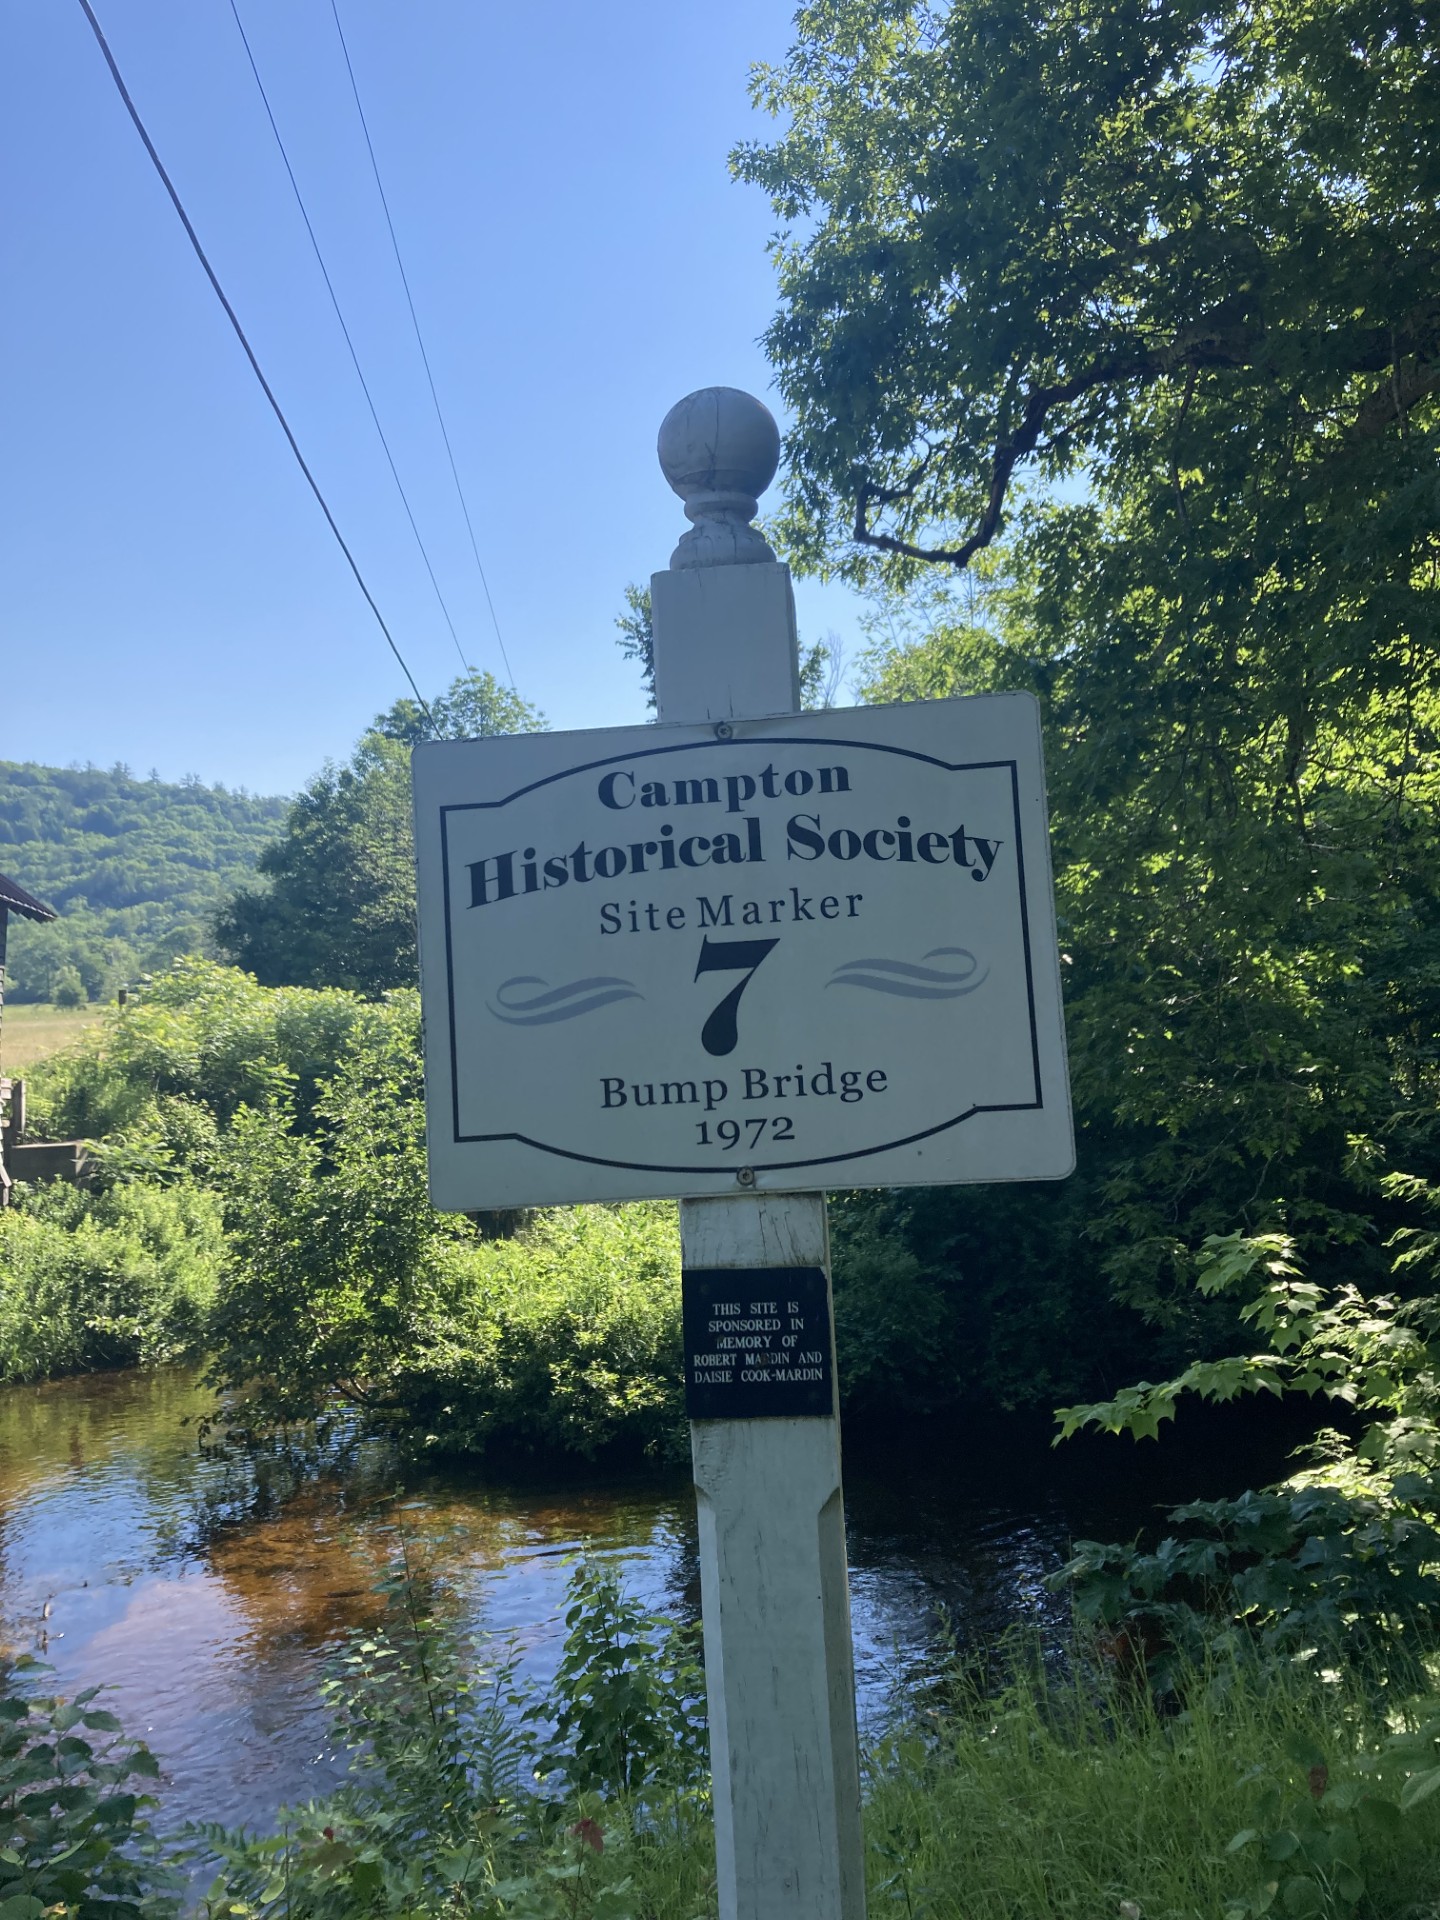 Campton
Historical Society
Site Marker
7
Bump Bridge
1972
THIS SITE IS
SPONSORED IN
MEMORY OF
ROBERT MARDIN AND
DAISIE COOK-MARDIN